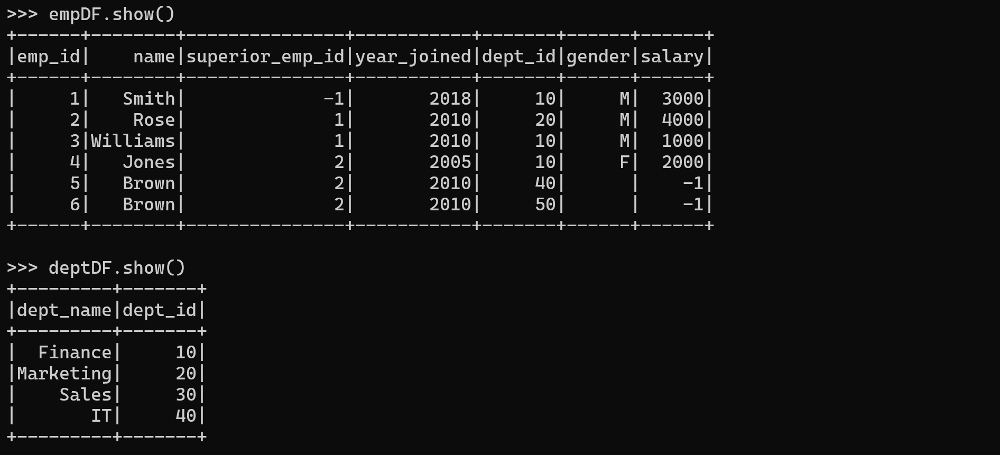 >>> empDF.show()
+------+--------+---------------+-----------+-------+------+------+
|emp_id|    name|superior_emp_id|year_joined|dept_id|gender|salary|
+------+--------+---------------+-----------+-------+------+------+
|     1|   Smith|             -1|       2018|     10|     M|  3000|
|     2|    Rose|              1|       2010|     20|     M|  4000|
|     3|Williams|              1|       2010|     10|     M|  1000|
|     4|   Jones|              2|       2005|     10|     F|  2000|
|     5|   Brown|              2|       2010|     40|      |    -1|
|     6|   Brown|              2|       2010|     50|      |    -1|
+------+--------+---------------+-----------+-------+------+------+
>>> deptDF.show()
+---------+-------+
|dept_name|dept_id|
+---------+-------+
|  Finance|     10|
|Marketing|     20|
|    Sales|     30|
|       IT|     40|
+---------+-------+